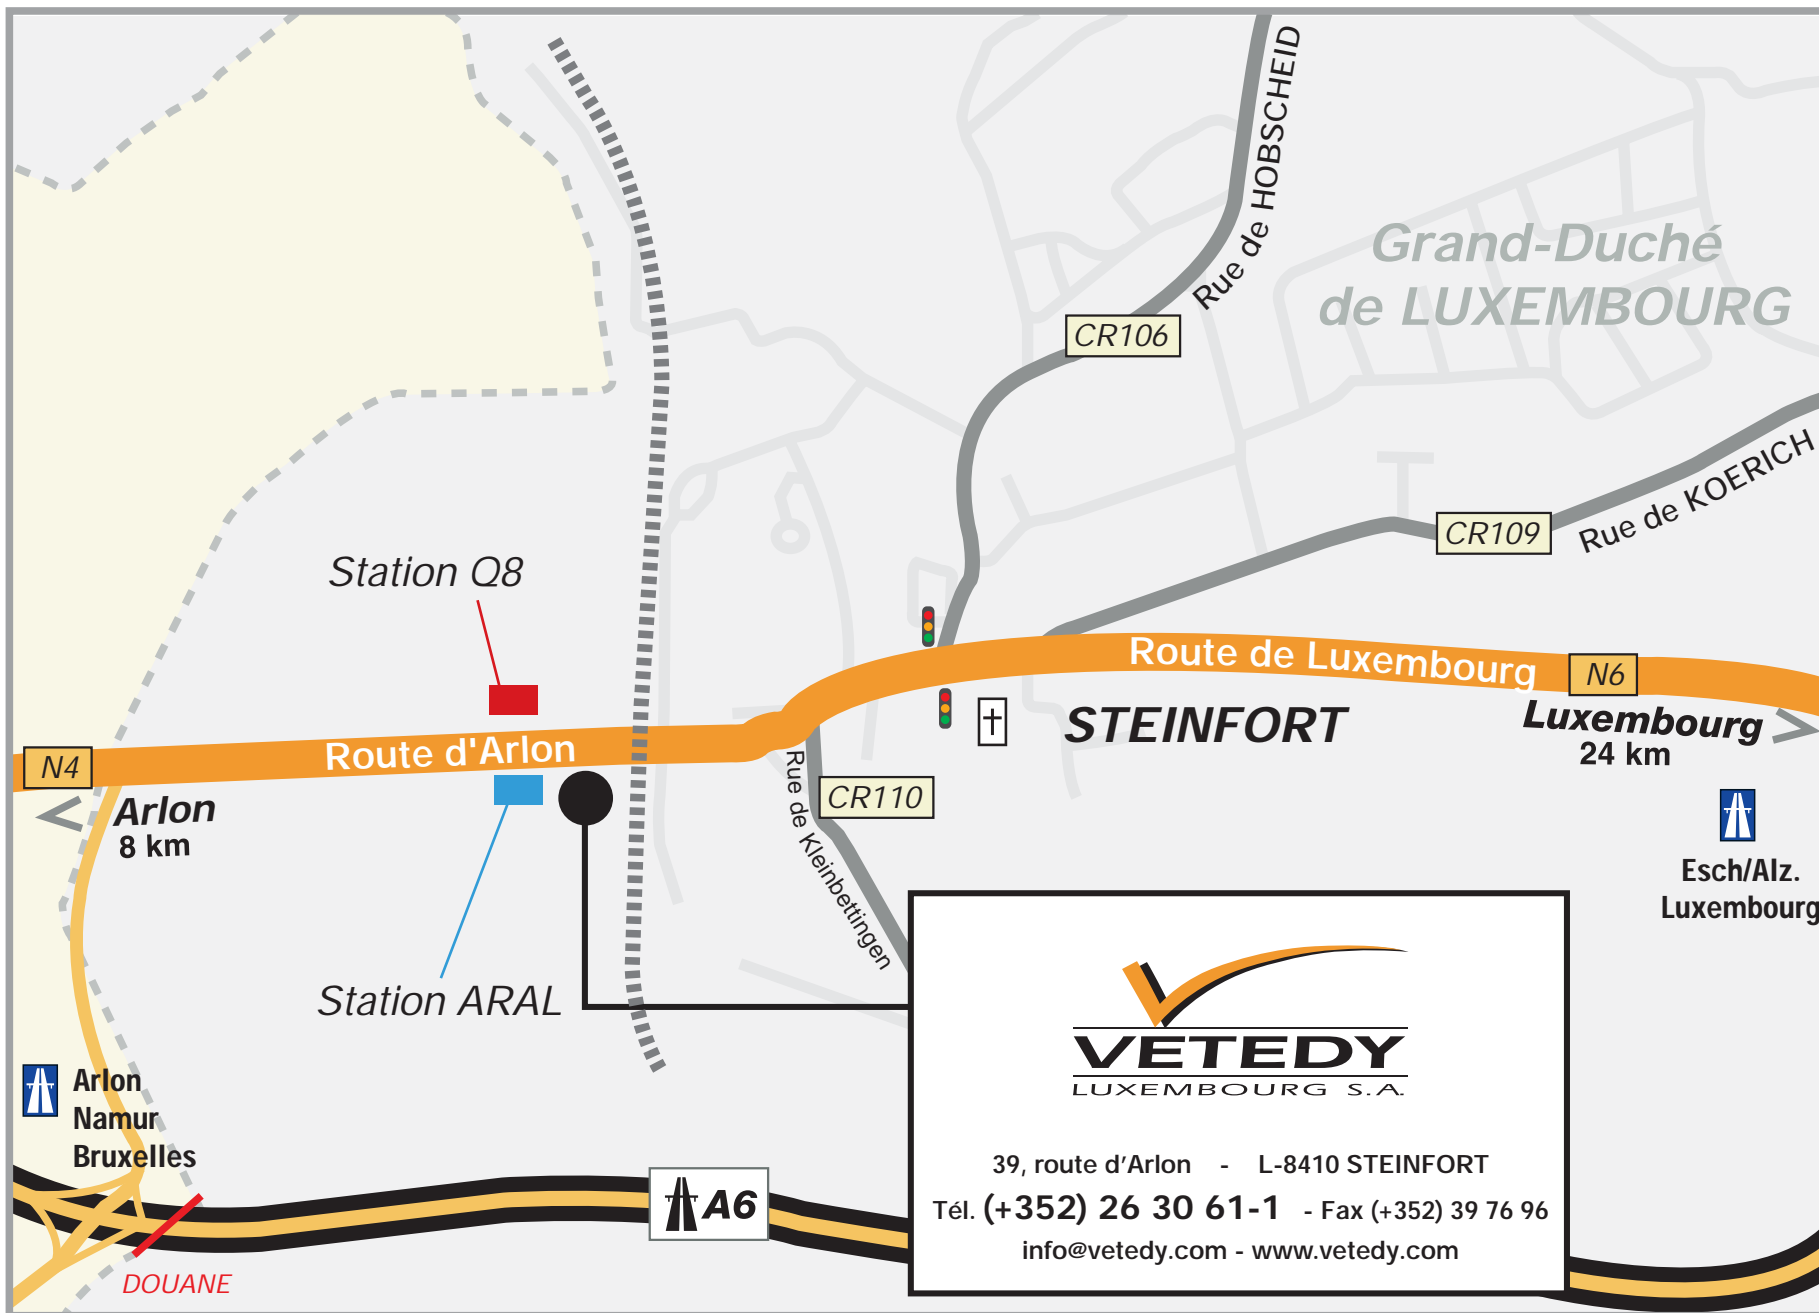 Rue de HOBSCHEID
Grand-Duché
de LUXEMBOURG
CR106
Rue de KOERICH
CR109
Station Q8
Route de Luxembourg
N6
Luxembourg
24 km
STEINFORT
Route d'Arlon
N4
Arlon
8 km
Rue de Kleinbettingen
CR110
Esch/Alz.
Luxembourg
Station ARAL
Arlon
Namur
Bruxelles
A6
DOUANE
VETEDY
LUXEMBOURG S.A.
39, route d'Arlon - L-8410 STEINFORT
Tél. (+352) 26 30 61-1 - Fax (+352) 39 76 96
info@vetedy.com - www.vetedy.com